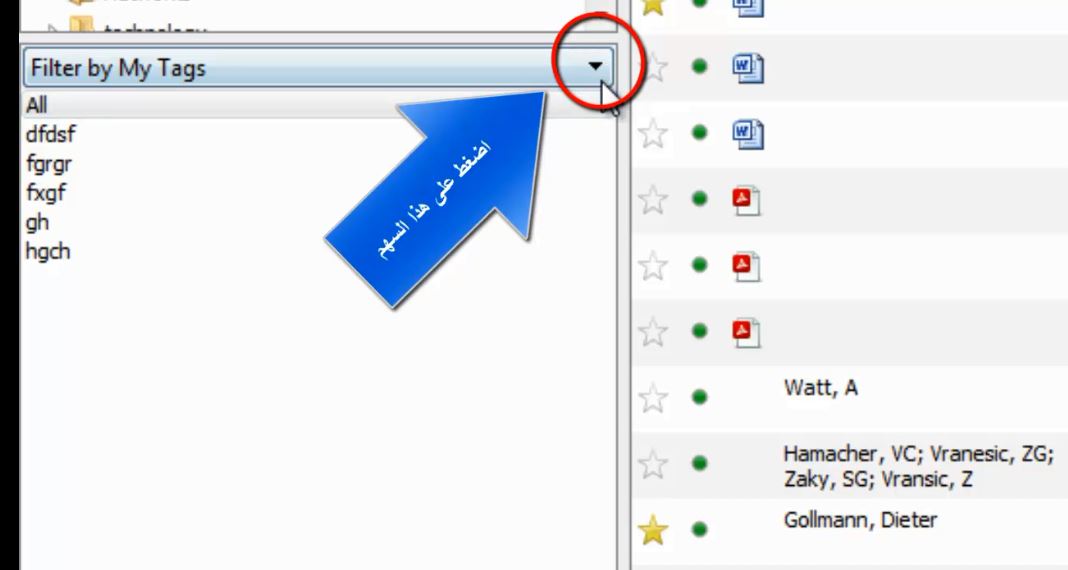 technology
Filter by My Tags
All
dfdsf
fgrgr
fxgf
gh
hgch
اضغط على هذا السهم
Watt, A
Hamacher, VC; Vranesic, ZG;
Zaky, SG; Vransic, Z
Gollmann, Dieter